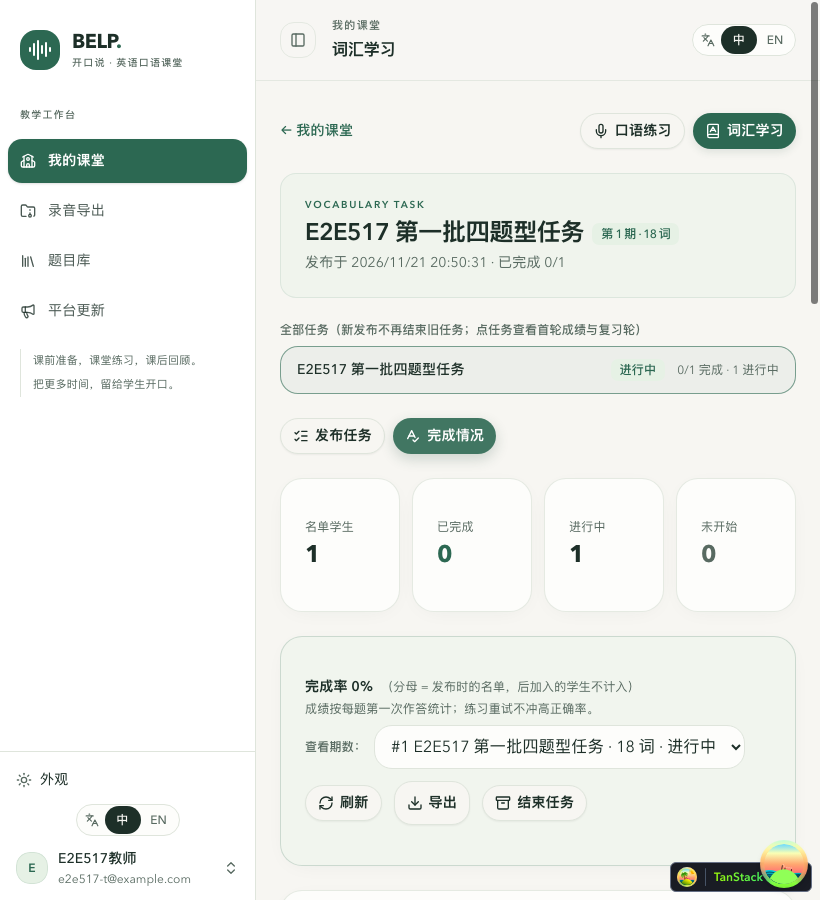 BELP.
开口说 · 英语口语课堂
教学工作台
我的课堂
录音导出
题目库
平台更新
课前准备，课堂练习，课后回顾。
把更多时间，留给学生开口。
外观
中 EN
E
E2E517教师
e2e517-t@example.com
我的课堂
词汇学习
中 EN
← 我的课堂
口语练习
词汇学习
VOCABULARY TASK
E2E517 第一批四题型任务 第1期·18词
发布于 2026/11/21 20:50:31 · 已完成 0/1
全部任务（新发布不再结束旧任务；点任务查看首轮成绩与复习轮）
E2E517 第一批四题型任务 进行中 0/1 完成 · 1 进行中
发布任务
完成情况
名单学生
1
已完成
0
进行中
1
未开始
0
完成率 0% （分母 = 发布时的名单，后加入的学生不计入）
成绩按每题第一次作答统计；练习重试不冲高正确率。
查看期数： #1 E2E517 第一批四题型任务 · 18 词 · 进行中
刷新
导出
结束任务
TanStack